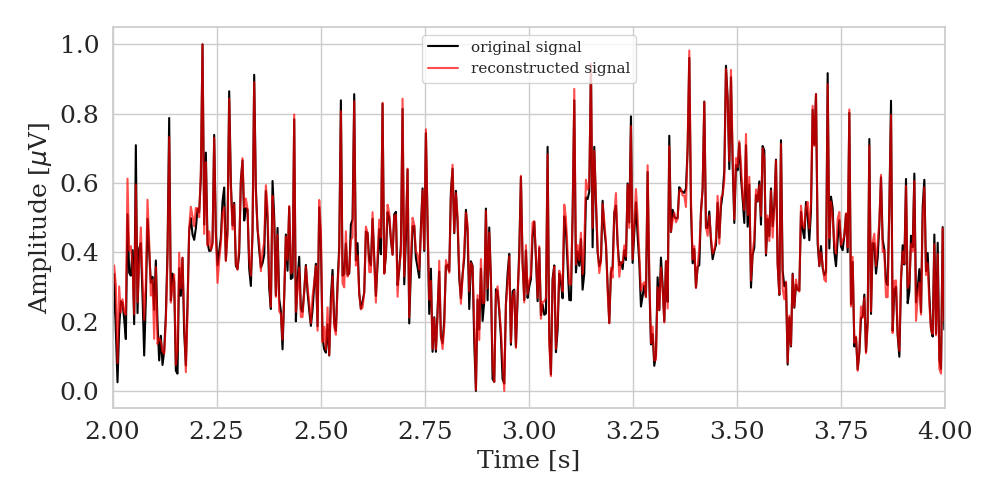 original signal
reconstructed signal
Amplitude [μV]
1.0
0.8
0.6
0.4
0.2
0.0
2.00 2.25 2.50 2.75 3.00 3.25 3.50 3.75 4.00
Time [s]